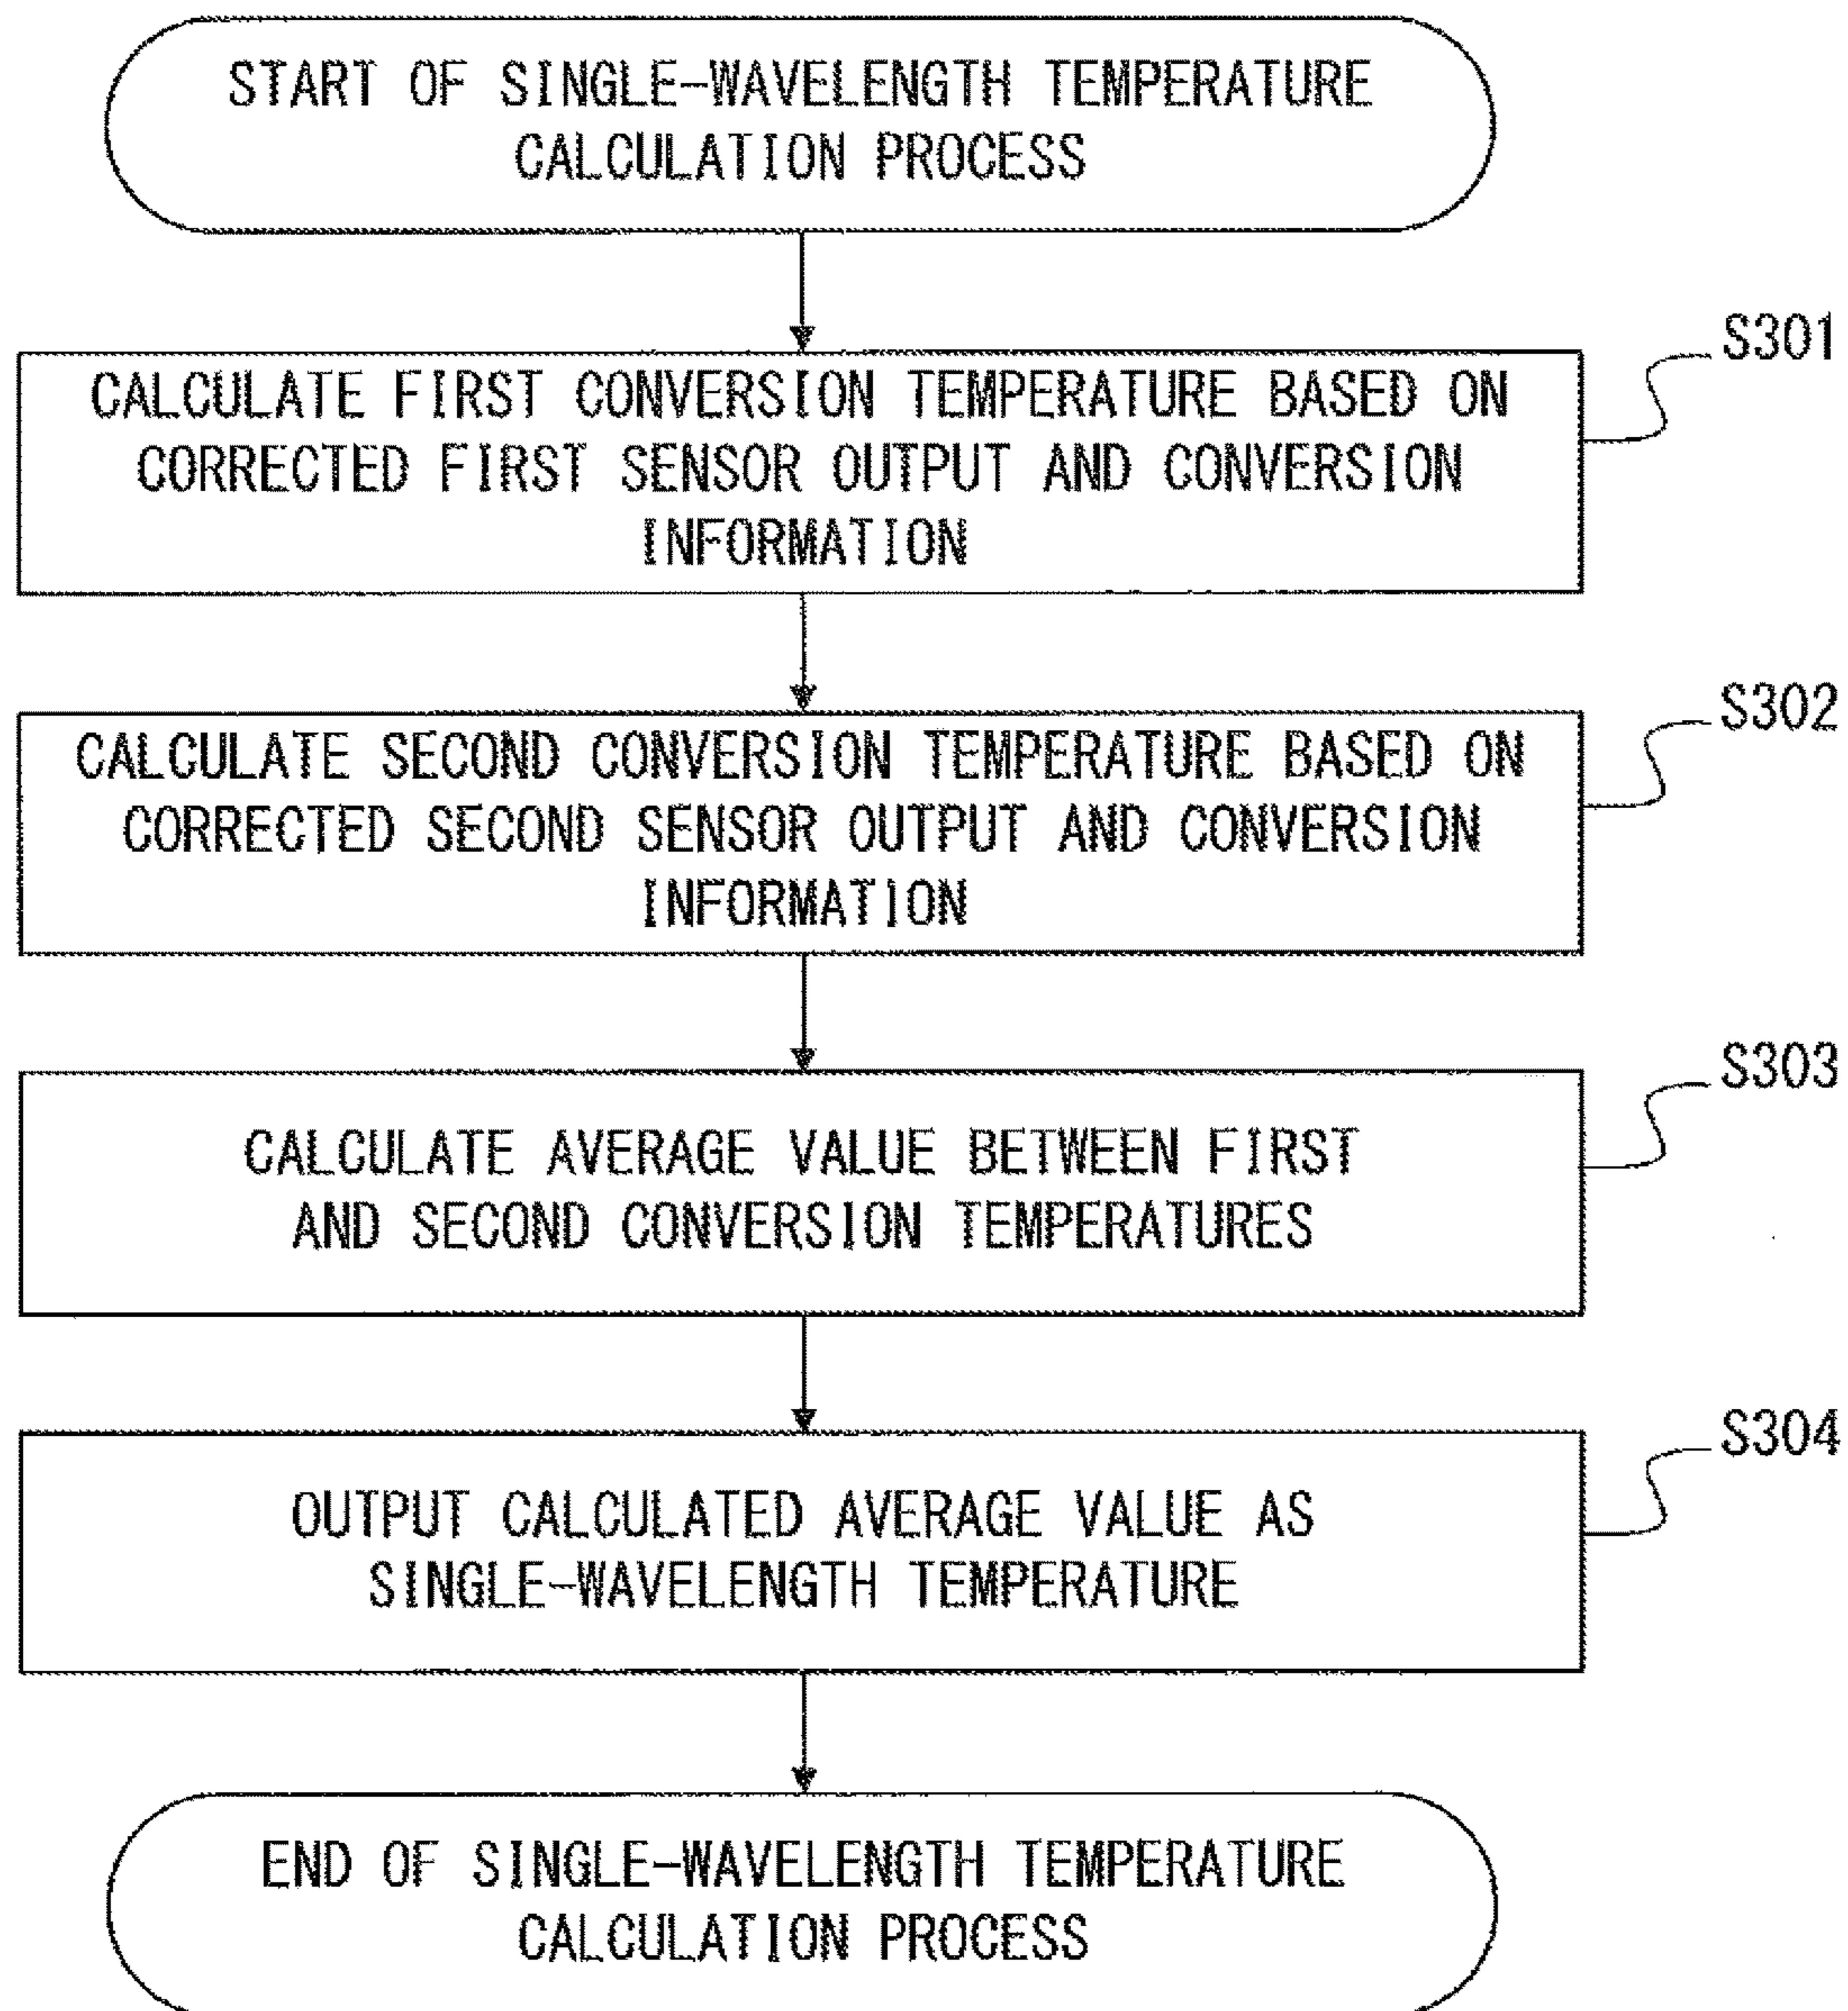 START OF SINGLE-WAVELENGTH TEMPERATURE
CALCULATION PROCESS
S301
CALCULATE FIRST CONVERSION TEMPERATURE BASED ON
CORRECTED FIRST SENSOR OUTPUT AND CONVERSION
INFORMATION
S302
CALCULATE SECOND CONVERSION TEMPERATURE BASED ON
CORRECTED SECOND SENSOR OUTPUT AND CONVERSION
INFORMATION
S303
CALCULATE AVERAGE VALUE BETWEEN FIRST
AND SECOND CONVERSION TEMPERATURES
S304
OUTPUT CALCULATED AVERAGE VALUE AS
SINGLE-WAVELENGTH TEMPERATURE
END OF SINGLE-WAVELENGTH TEMPERATURE
CALCULATION PROCESS